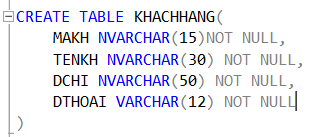 CREATE TABLE KHACHHANG(
MAKH NVARCHAR(15)NOT NULL,
TENKH NVARCHAR(30) NOT NULL,
DCHI NVARCHAR(50) NOT NULL,
DTHOAI VARCHAR(12) NOT NULL
)